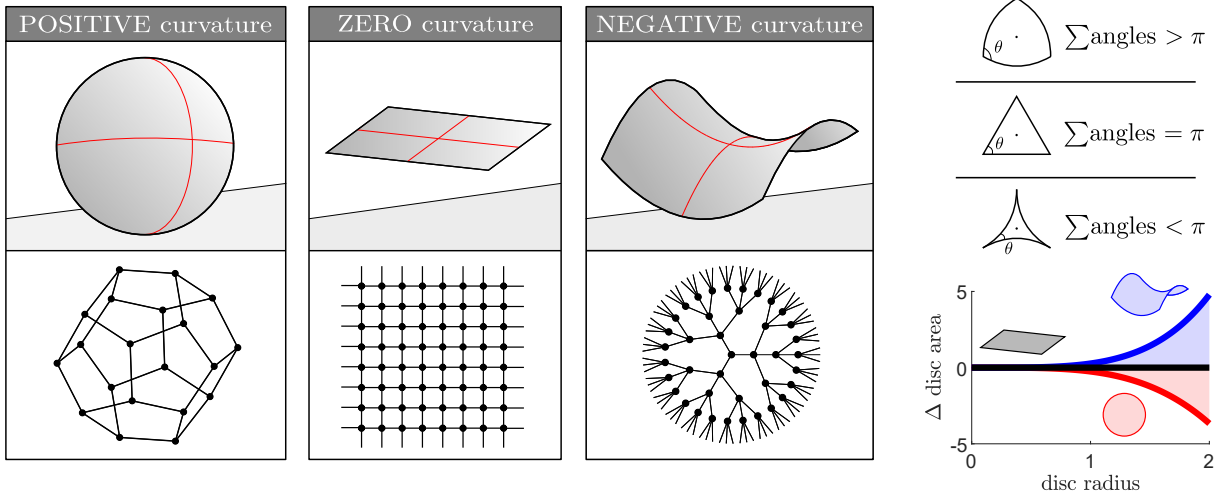 POSITIVE curvature
ZERO curvature
NEGATIVE curvature
θ
∑angles > π
θ
∑angles = π
θ
∑angles < π
5
0
-5
Δ disc area
0
1
2
disc radius